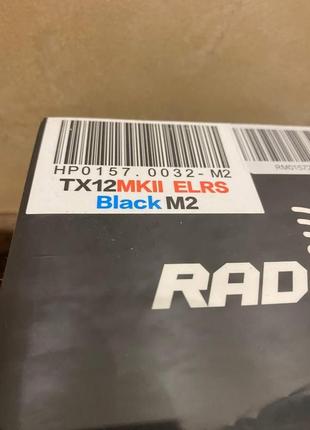 HP0157.0032-M2
TX12MKII ELRS
Black M2
RAD